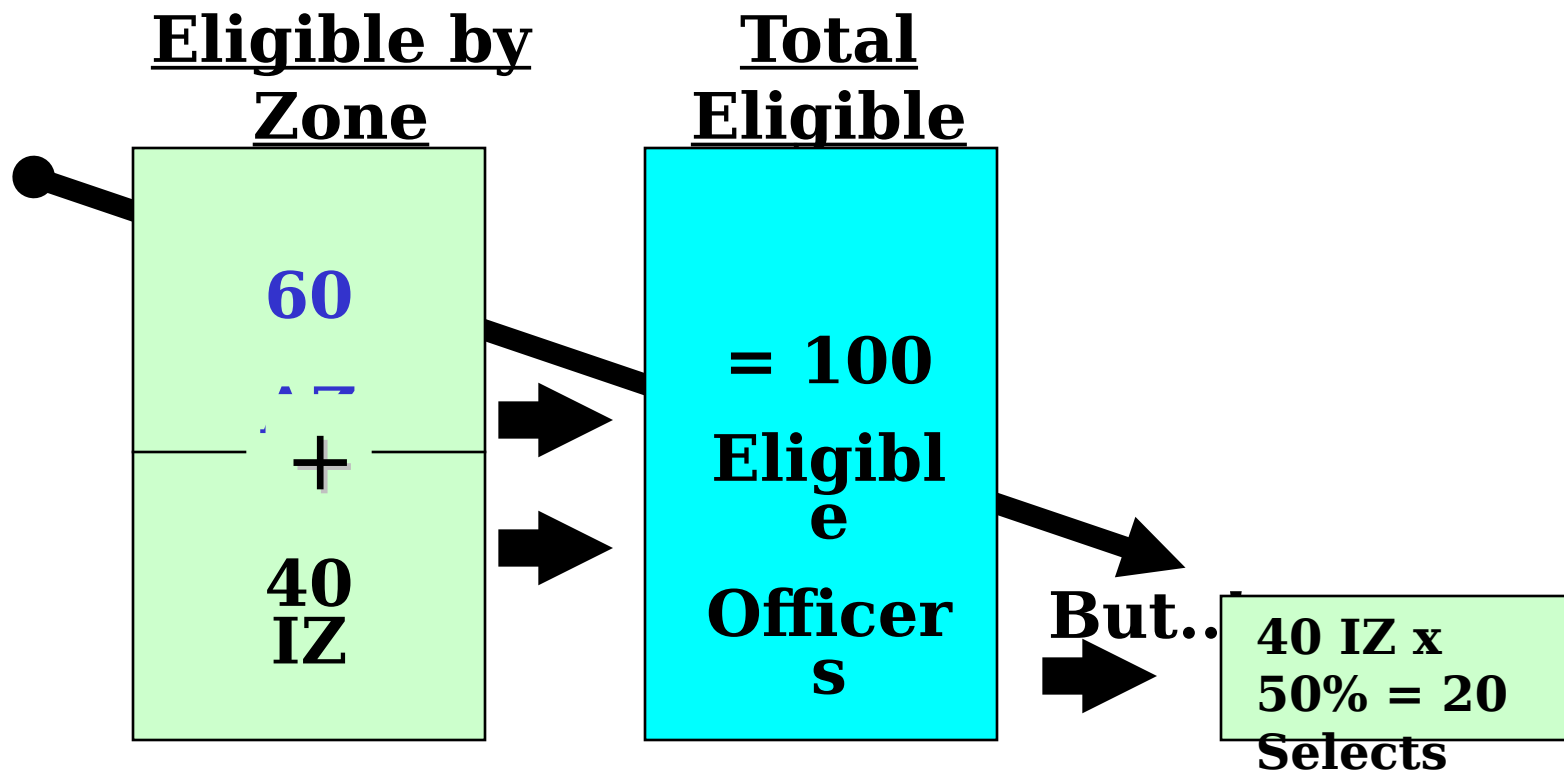 Eligible by
Zone
Total
Eligible
60
+
40
IZ
= 100
Eligibl
e
Officer
s
But..
40 IZ x
50% = 20
Selects